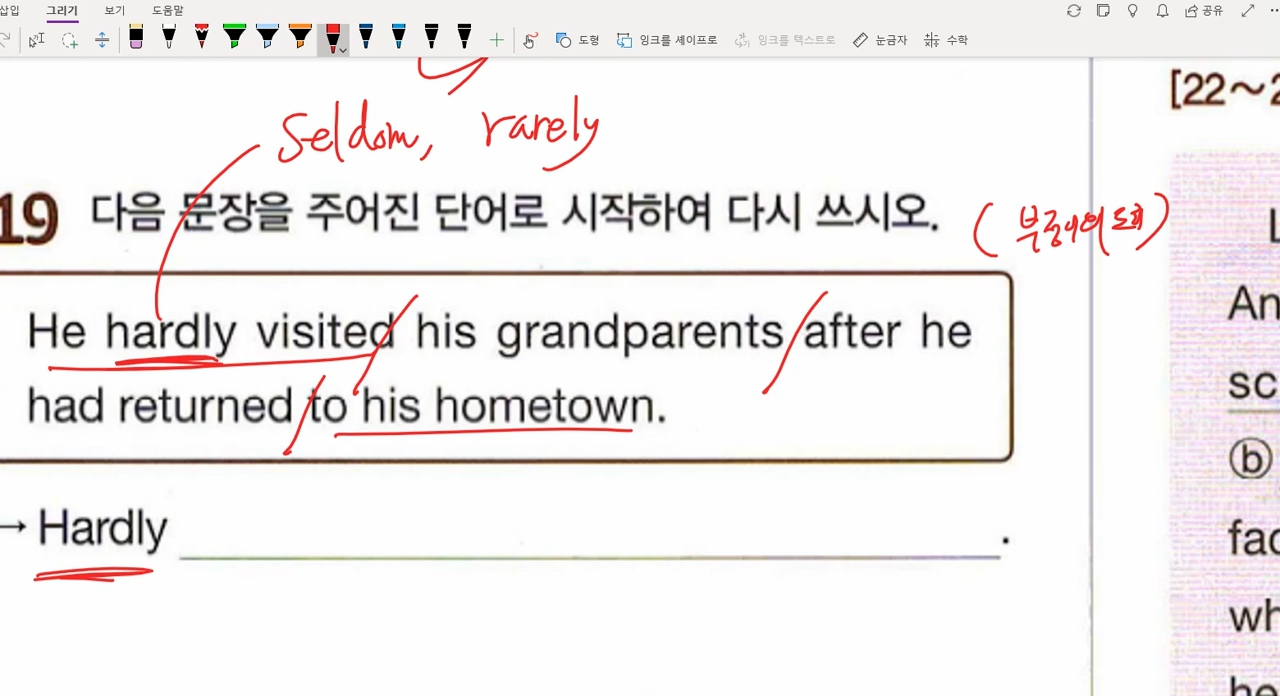 삽입 그리기 보기 도움말 공유
도형 잉크를 셰이프로 잉크를 텍스트로 눈금자 수학
seldom, rarely
[22~2
19 다음 문장을 주어진 단어로 시작하여 다시 쓰시오. (부정어의 도치)
He hardly visited his grandparents after he
had returned to his hometown.
→ Hardly .
L
An
sc
ⓑ
fac
wh
he